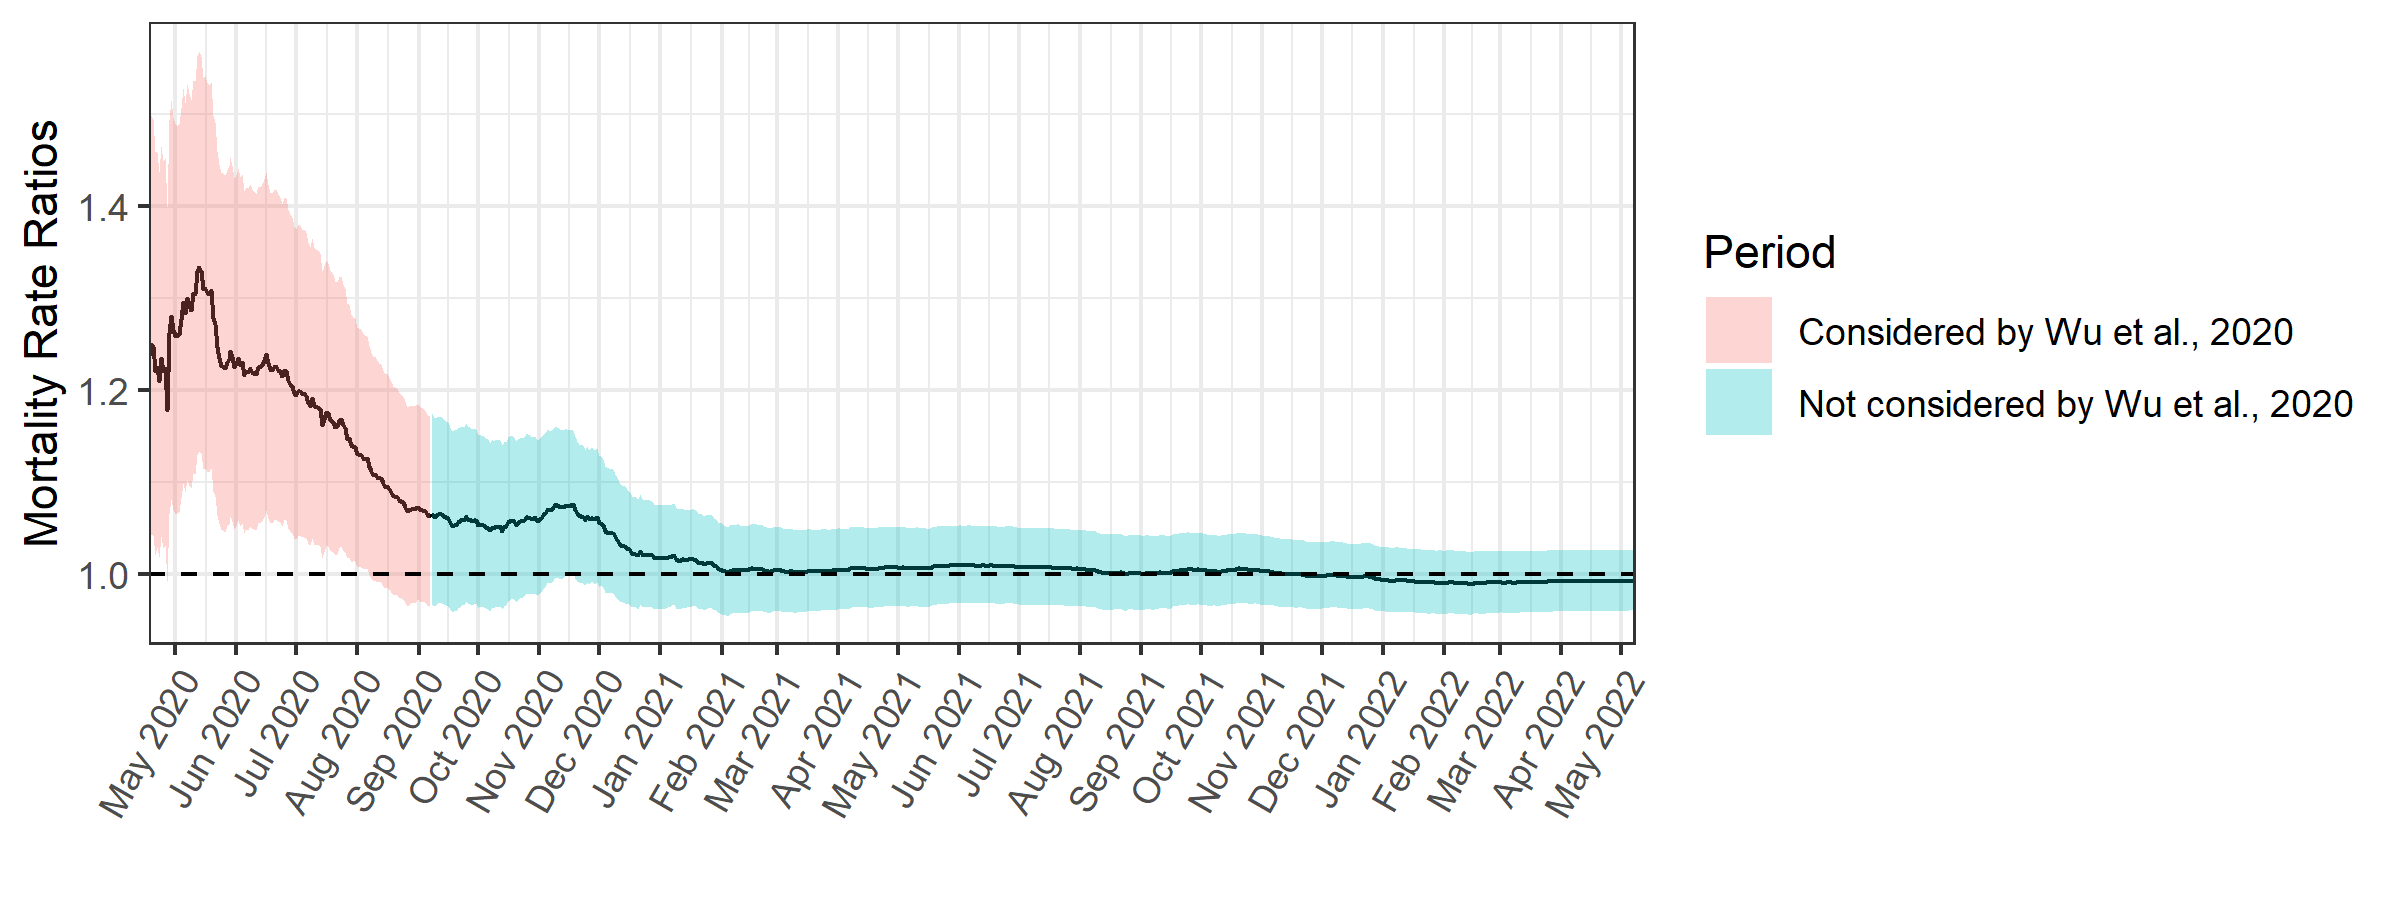 Mortality Rate Ratios
1.4
1.2
1.0
May 2020
Jun 2020
Jul 2020
Aug 2020
Sep 2020
Oct 2020
Nov 2020
Dec 2020
Jan 2021
Feb 2021
Mar 2021
Apr 2021
May 2021
Jun 2021
Jul 2021
Aug 2021
Sep 2021
Oct 2021
Nov 2021
Dec 2021
Jan 2022
Feb 2022
Mar 2022
Apr 2022
May 2022
Period
Considered by Wu et al., 2020
Not considered by Wu et al., 2020